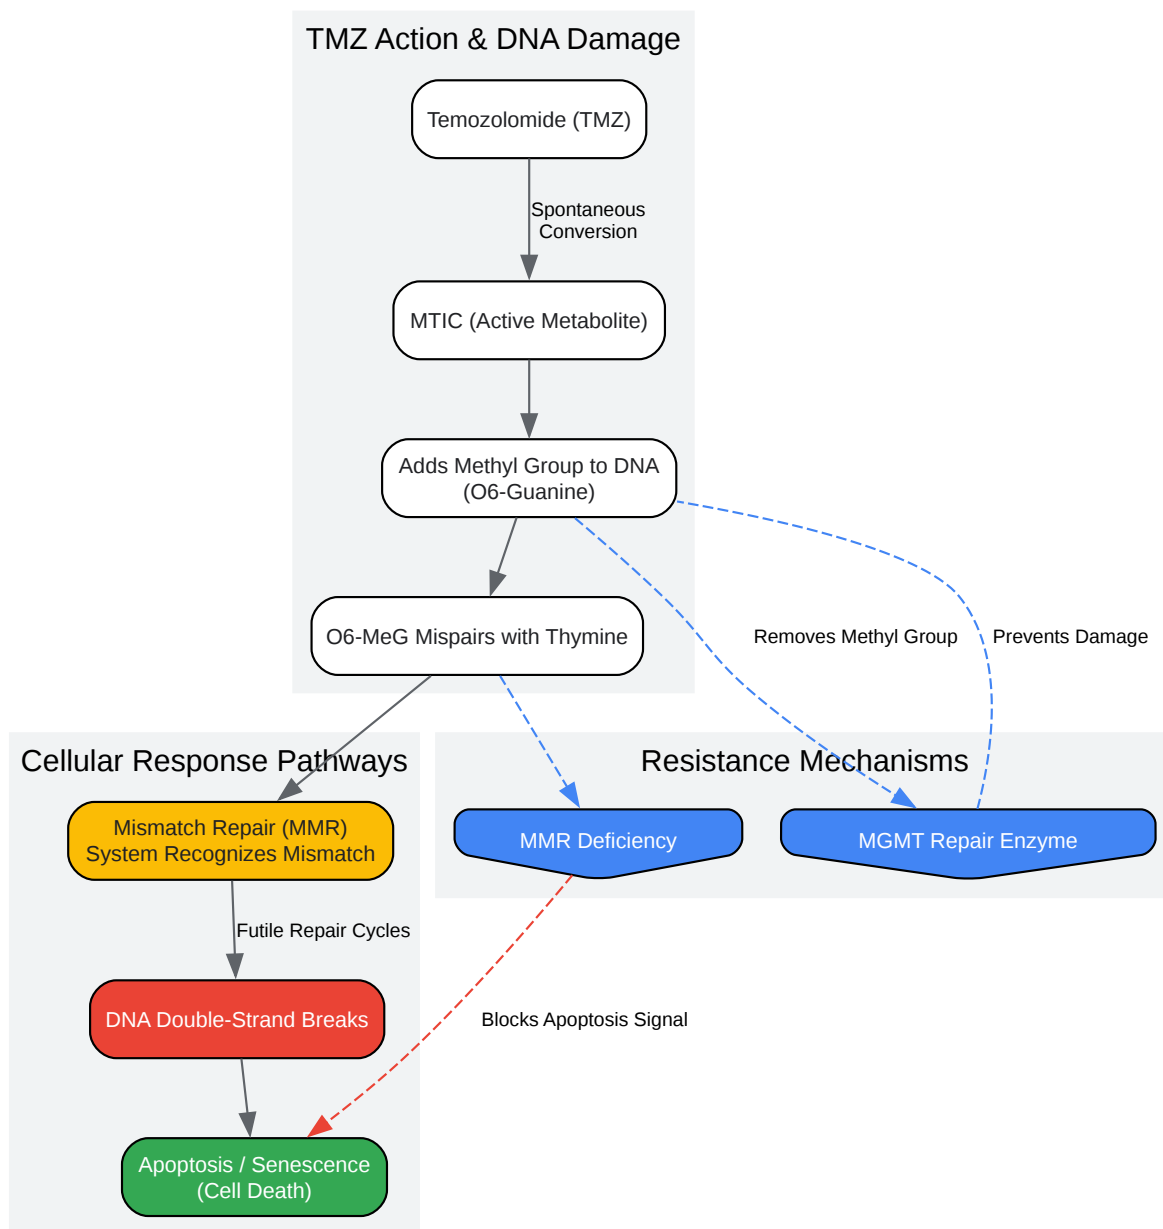 TMZ Action & DNA Damage
Temozolomide (TMZ)
Spontaneous
Conversion
MTIC (Active Metabolite)
Adds Methyl Group to DNA
(O6-Guanine)
O6-MeG Mispairs with Thymine
Removes Methyl Group
Prevents Damage
Cellular Response Pathways
Mismatch Repair (MMR)
System Recognizes Mismatch
Futile Repair Cycles
DNA Double-Strand Breaks
Apoptosis / Senescence
(Cell Death)
Resistance Mechanisms
MMR Deficiency
MGMT Repair Enzyme
Blocks Apoptosis Signal